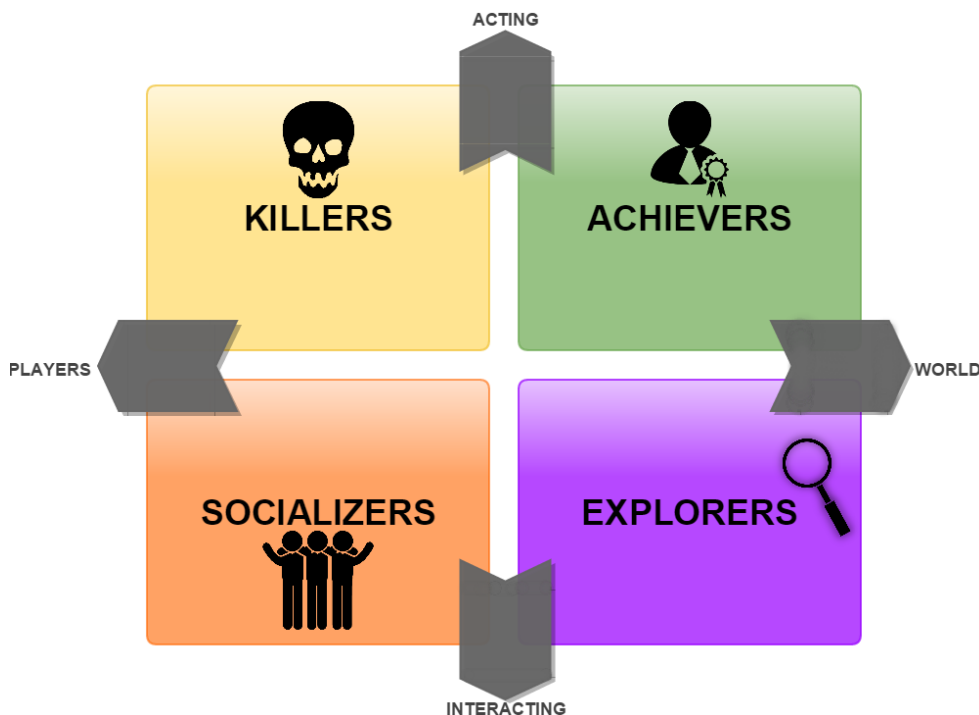 ACTING
KILLERS
ACHIEVERS
PLAYERS
WORLD
SOCIALIZERS
EXPLORERS
INTERACTING